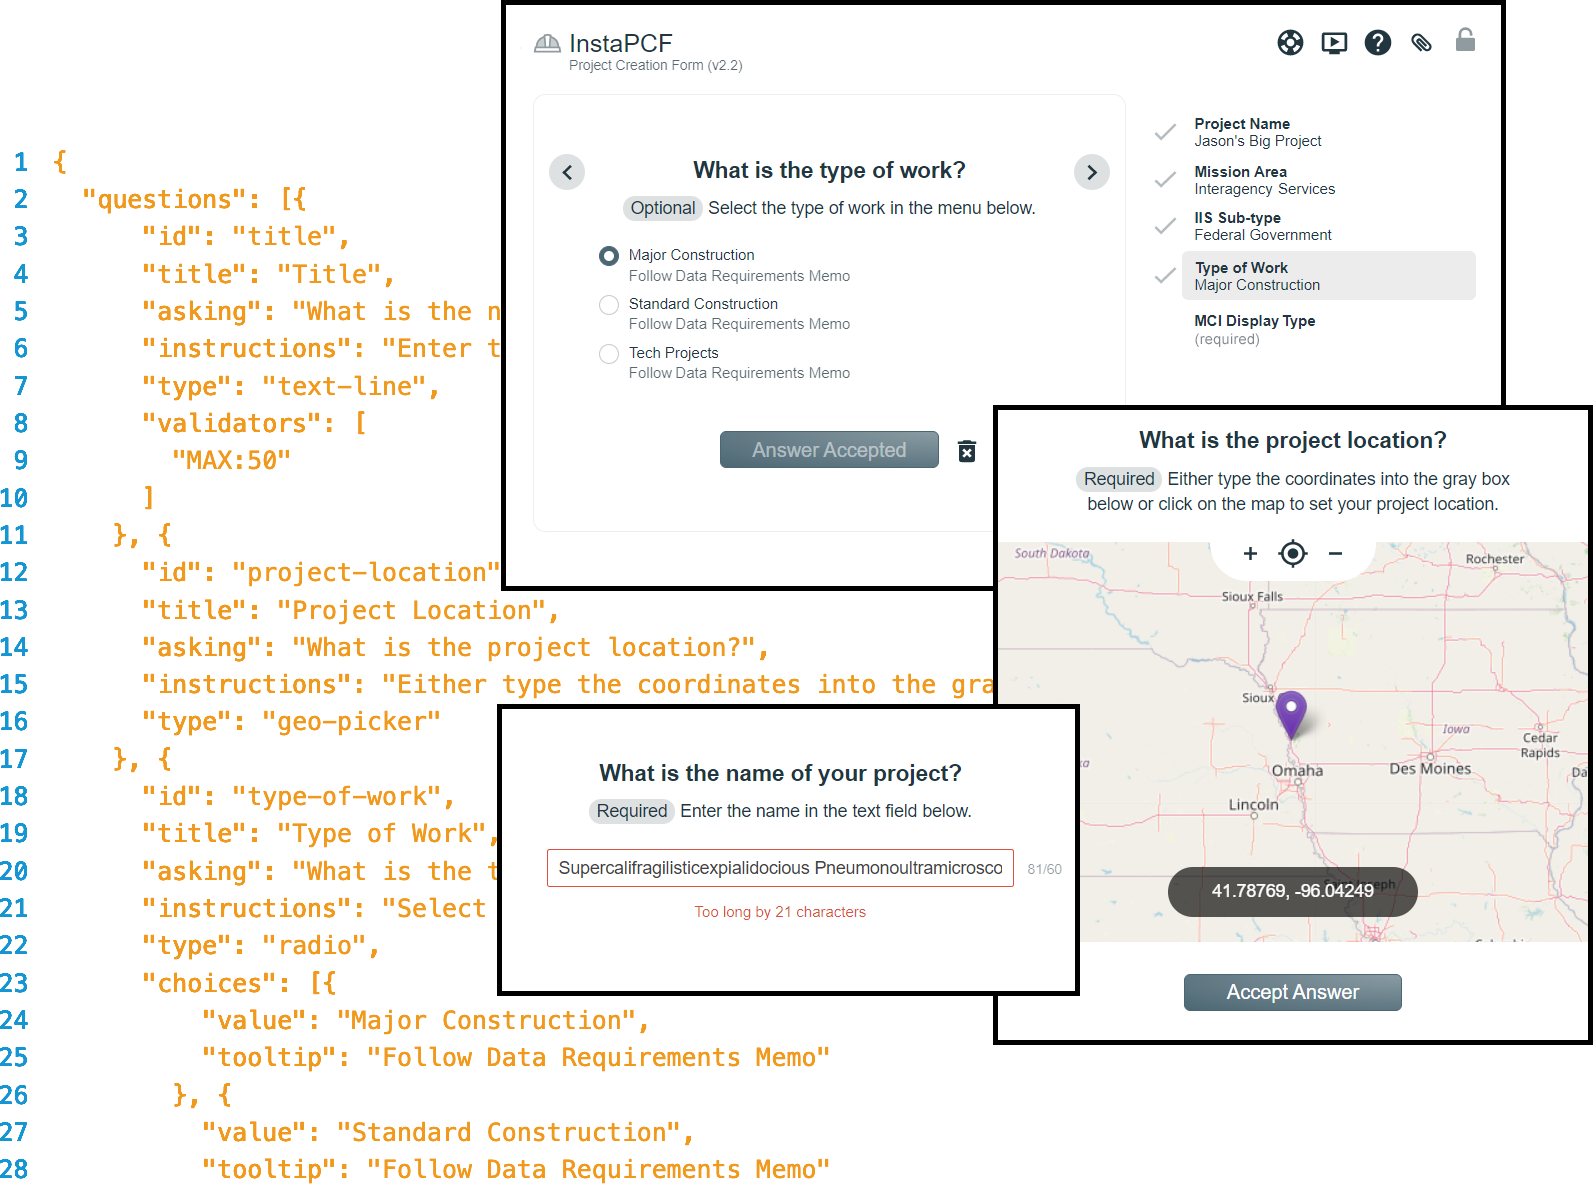 1 {
2 "questions": [{
3 "id": "title",
4 "title": "Title",
5 "asking": "What is the n
6 "instructions": "Enter t
7 "type": "text-line",
8 "validators": [
9 "MAX:50"
10 ]
11 }, {
12 "id": "project-location"
13 "title": "Project Location",
14 "asking": "What is the project location?",
15 "instructions": "Either type the coordinates into the gra
16 "type": "geo-picker"
17 }, {
18 "id": "type-of-work",
19 "title": "Type of Work",
20 "asking": "What is the t
21 "instructions": "Select
22 "type": "radio",
23 "choices": [{
24 "value": "Major Construction",
25 "tooltip": "Follow Data Requirements Memo"
26 }, {
27 "value": "Standard Construction",
28 "tooltip": "Follow Data Requirements Memo"
InstaPCF
Project Creation Form (v2.2)
What is the type of work?
Optional Select the type of work in the menu below.
Major Construction
Follow Data Requirements Memo
Standard Construction
Follow Data Requirements Memo
Tech Projects
Follow Data Requirements Memo
Answer Accepted
Project Name
Jason's Big Project
Mission Area
Interagency Services
IIS Sub-type
Federal Government
Type of Work
Major Construction
MCI Display Type
(required)
What is the project location?
Required Either type the coordinates into the gray box
below or click on the map to set your project location.
+ −
South Dakota
Rochester
Sioux Falls
Sioux
Iowa
Cedar
Rapids
Omaha
Des Moines
Da
Lincoln
41.78769, -96.04249
Accept Answer
What is the name of your project?
Required Enter the name in the text field below.
Supercalifragilisticexpialidocious Pneumonoultramicrosco
81/60
Too long by 21 characters